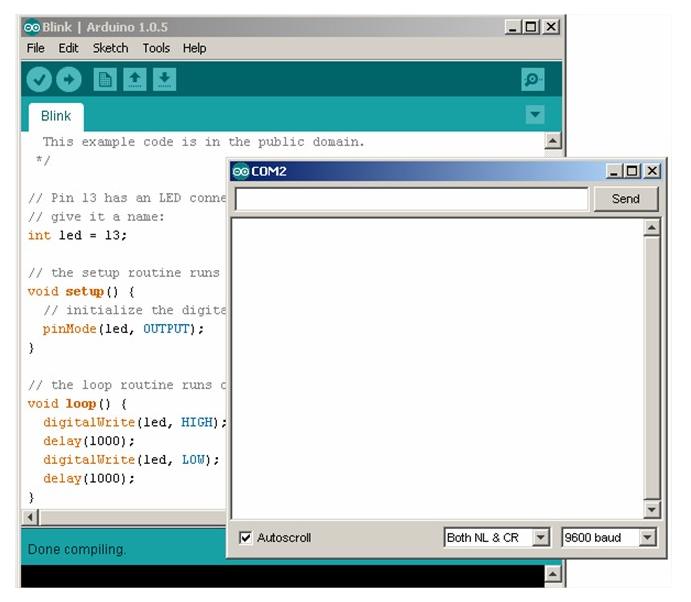 Blink | Arduino 1.0.5
File Edit Sketch Tools Help
Blink
This example code is in the public domain.
*/
// Pin 13 has an LED conne
// give it a name:
int led = 13;
// the setup routine runs
void setup() {
// initialize the digita
pinMode(led, OUTPUT);
}
// the loop routine runs o
void loop() {
digitalWrite(led, HIGH);
delay(1000);
digitalWrite(led, LOW);
delay(1000);
}
Done compiling.
COM2
Send
Autoscroll
Both NL & CR
9600 baud